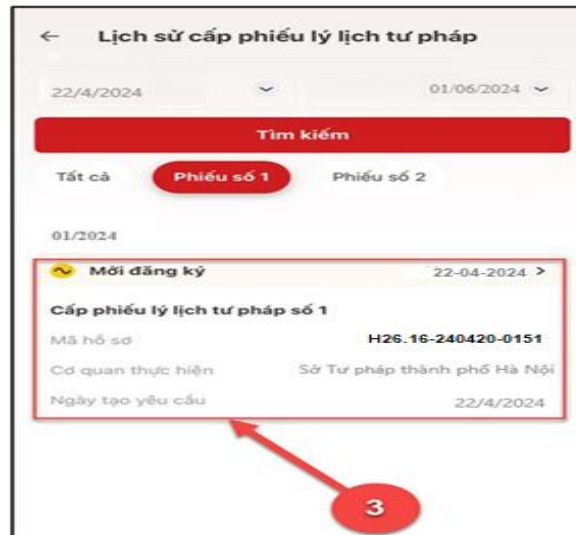 ← Lịch sử cấp phiếu lý lịch tư pháp
22/4/2024 01/06/2024
Tìm kiếm
Tất cả Phiếu số 1 Phiếu số 2
01/2024
Mới đăng ký 22-04-2024 >
Cấp phiếu lý lịch tư pháp số 1
Mã hồ sơ H26.16-240420-0151
Cơ quan thực hiện Sở Tư pháp thành phố Hà Nội
Ngày tạo yêu cầu 22/4/2024
3